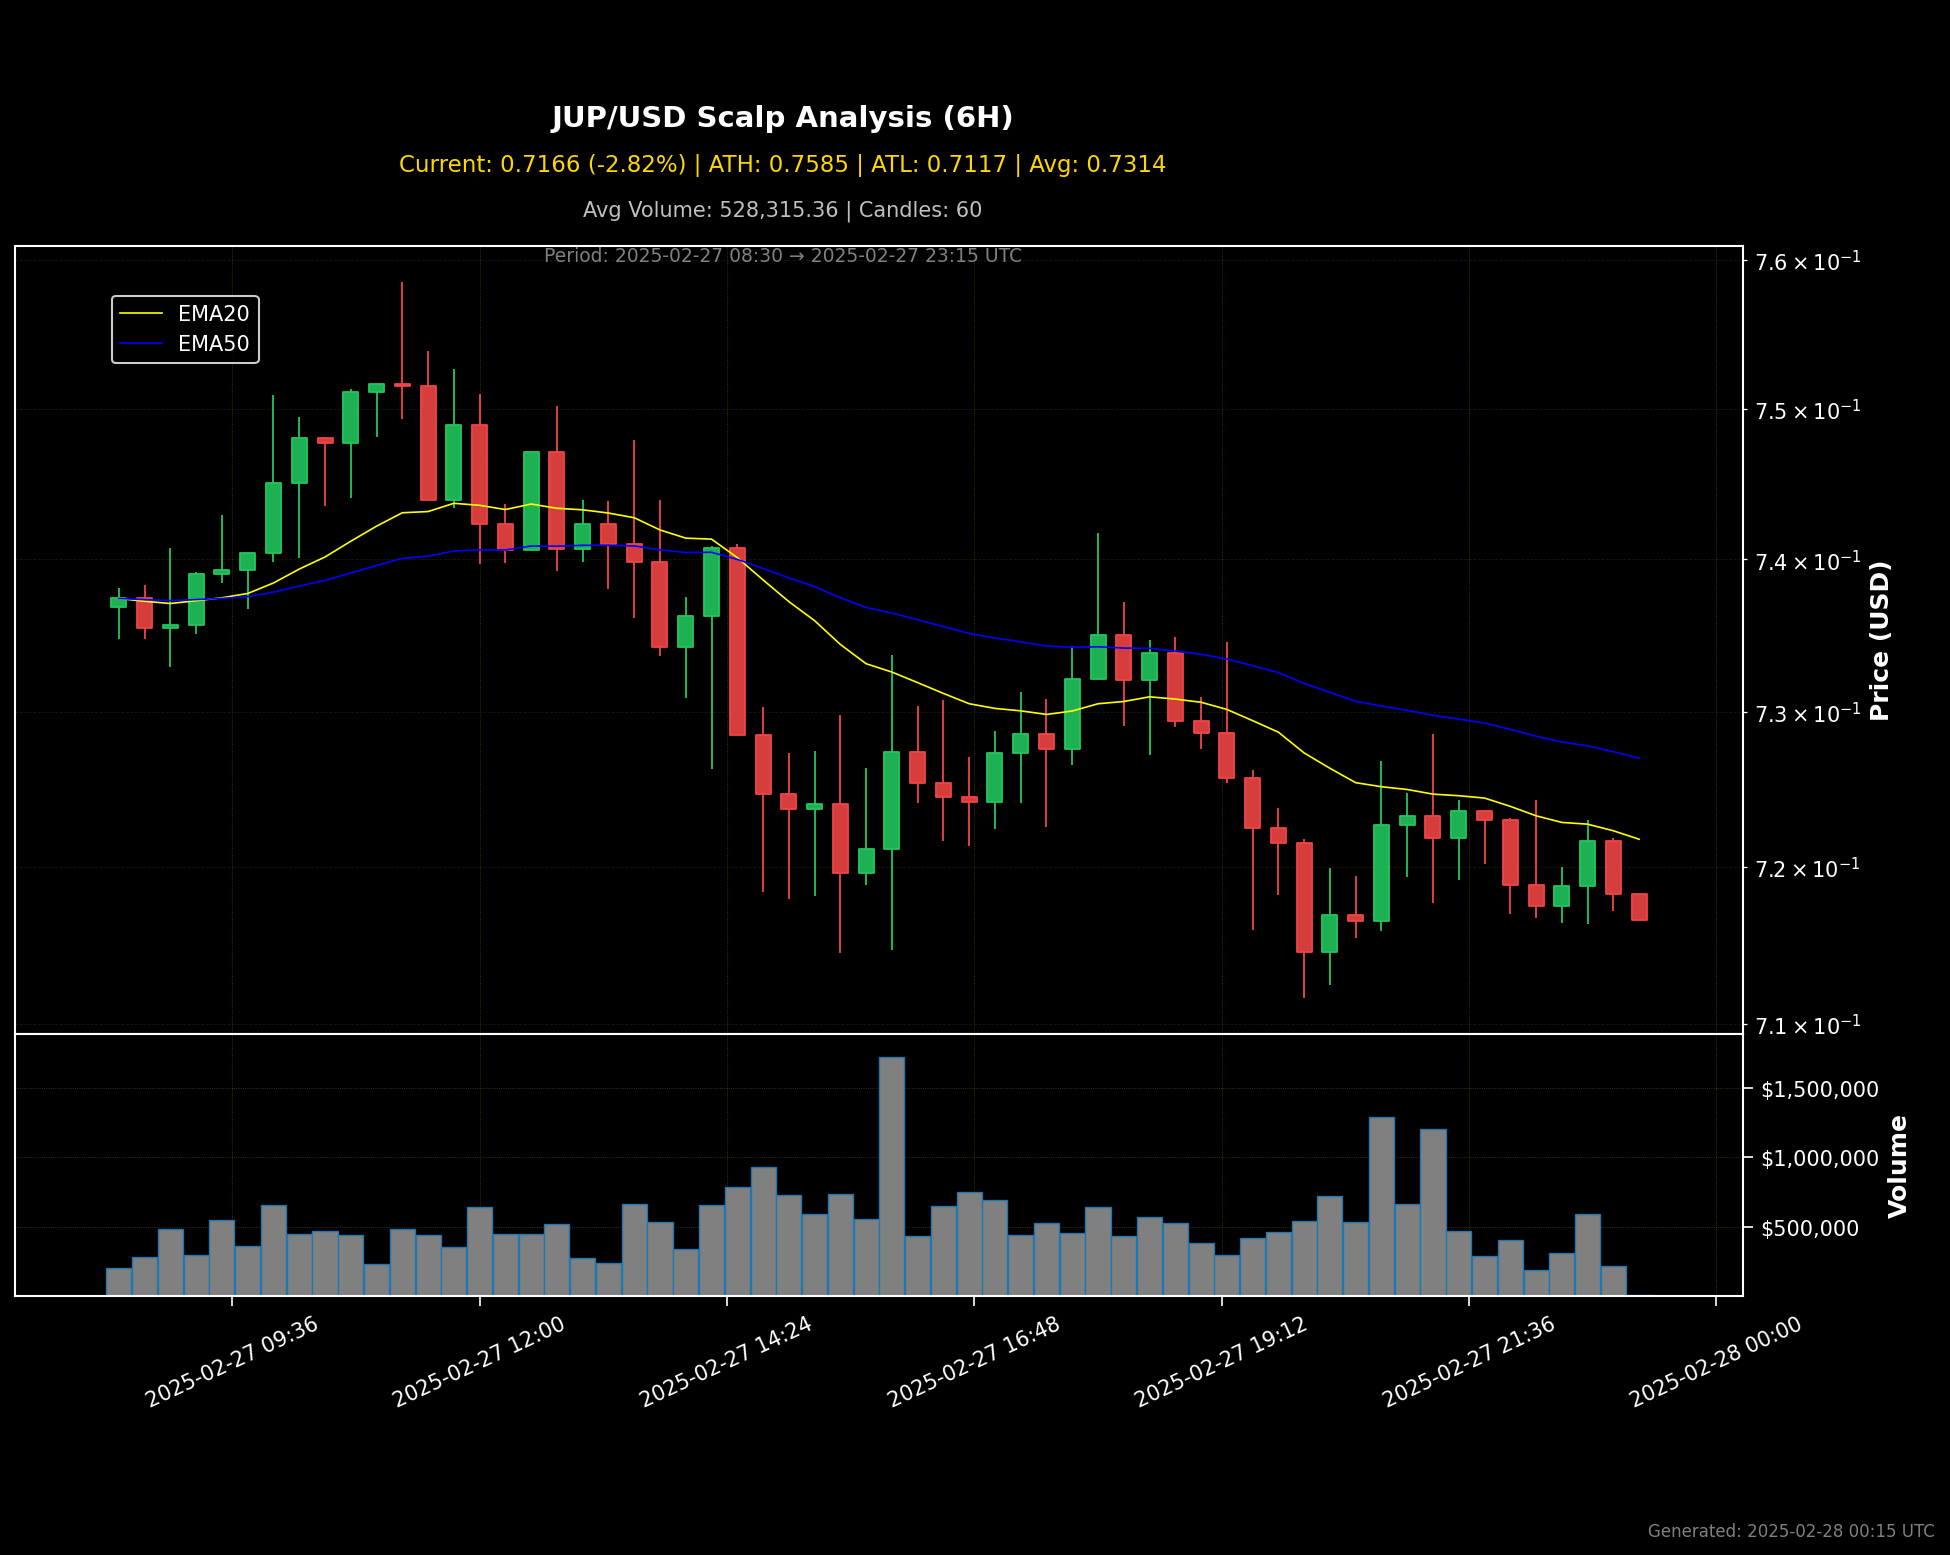 JUP/USD Scalp Analysis (6H)
Current: 0.7166 (-2.82%) | ATH: 0.7585 | ATL: 0.7117 | Avg: 0.7314
Avg Volume: 528,315.36 | Candles: 60
Period: 2025-02-27 08:30 → 2025-02-27 23:15 UTC
EMA20
EMA50
7.6 × 10⁻¹
7.5 × 10⁻¹
7.4 × 10⁻¹
7.3 × 10⁻¹
7.2 × 10⁻¹
7.1 × 10⁻¹
Price (USD)
$1,500,000
$1,000,000
$500,000
Volume
2025-02-27 09:36
2025-02-27 12:00
2025-02-27 14:24
2025-02-27 16:48
2025-02-27 19:12
2025-02-27 21:36
2025-02-28 00:00
Generated: 2025-02-28 00:15 UTC